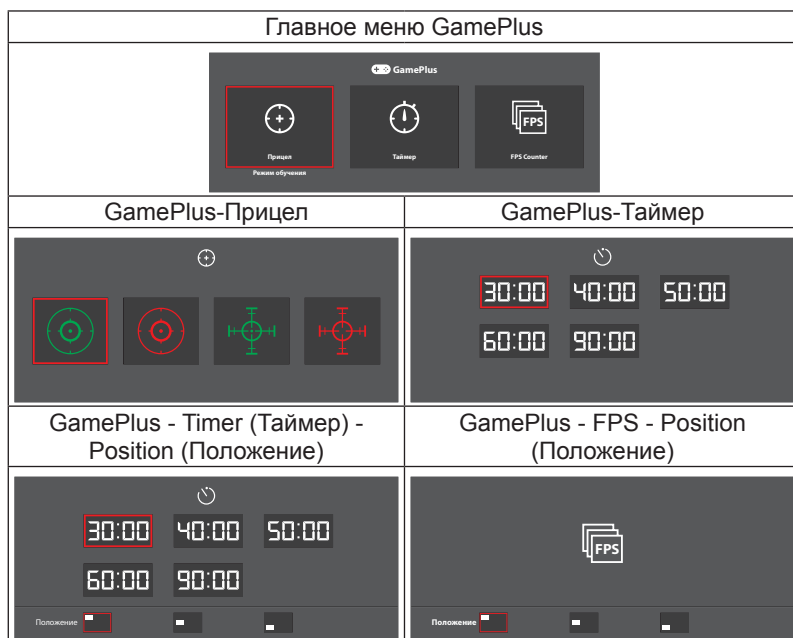 Главное меню GamePlus
GamePlus
FPS
Прицел
Таймер
FPS Counter
Режим обучения
GamePlus-Прицел
GamePlus-Таймер
30:00 40:00 50:00
60:00 90:00
GamePlus - Timer (Таймер) -
Position (Положение)
GamePlus - FPS - Position
(Положение)
30:00 40:00 50:00
60:00 90:00
Положение
FPS
Положение